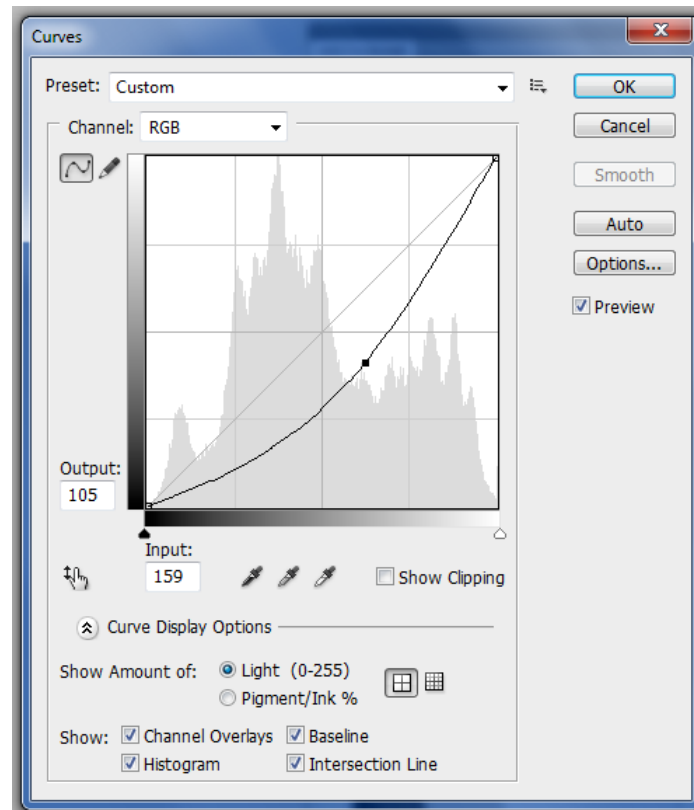 Curves
Preset: Custom
OK
Channel: RGB
Cancel
Smooth
Auto
Options...
Preview
Output:
105
Input:
159
Show Clipping
Curve Display Options
Show Amount of: Light (0-255)
Pigment/Ink %
Show: Channel Overlays Baseline
Histogram Intersection Line